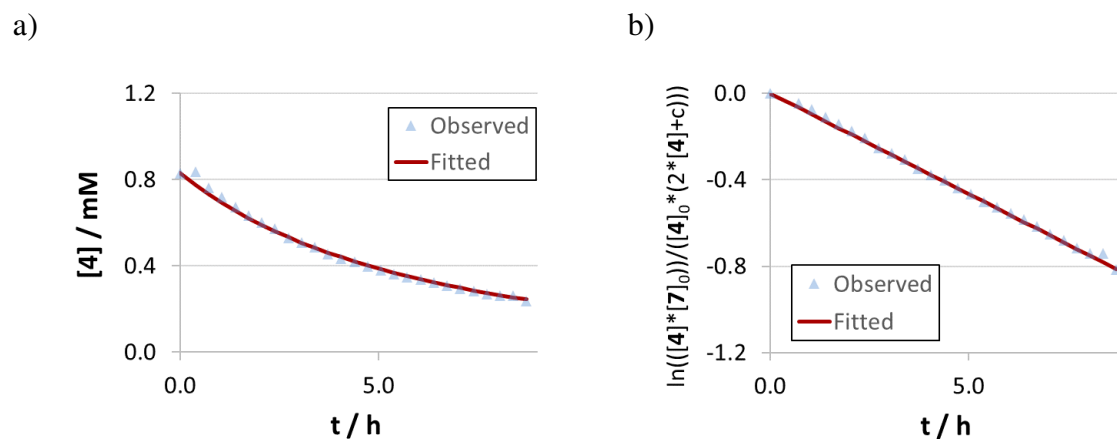 a)
1.2
0.8
0.4
0.0
[4] / mM
Observed
Fitted
0.0
5.0
t / h
b)
0.0
-0.4
-0.8
-1.2
ln(([4]*[7]₀))/([4]₀*(2*[4]+c)))
Observed
Fitted
0.0
5.0
t / h